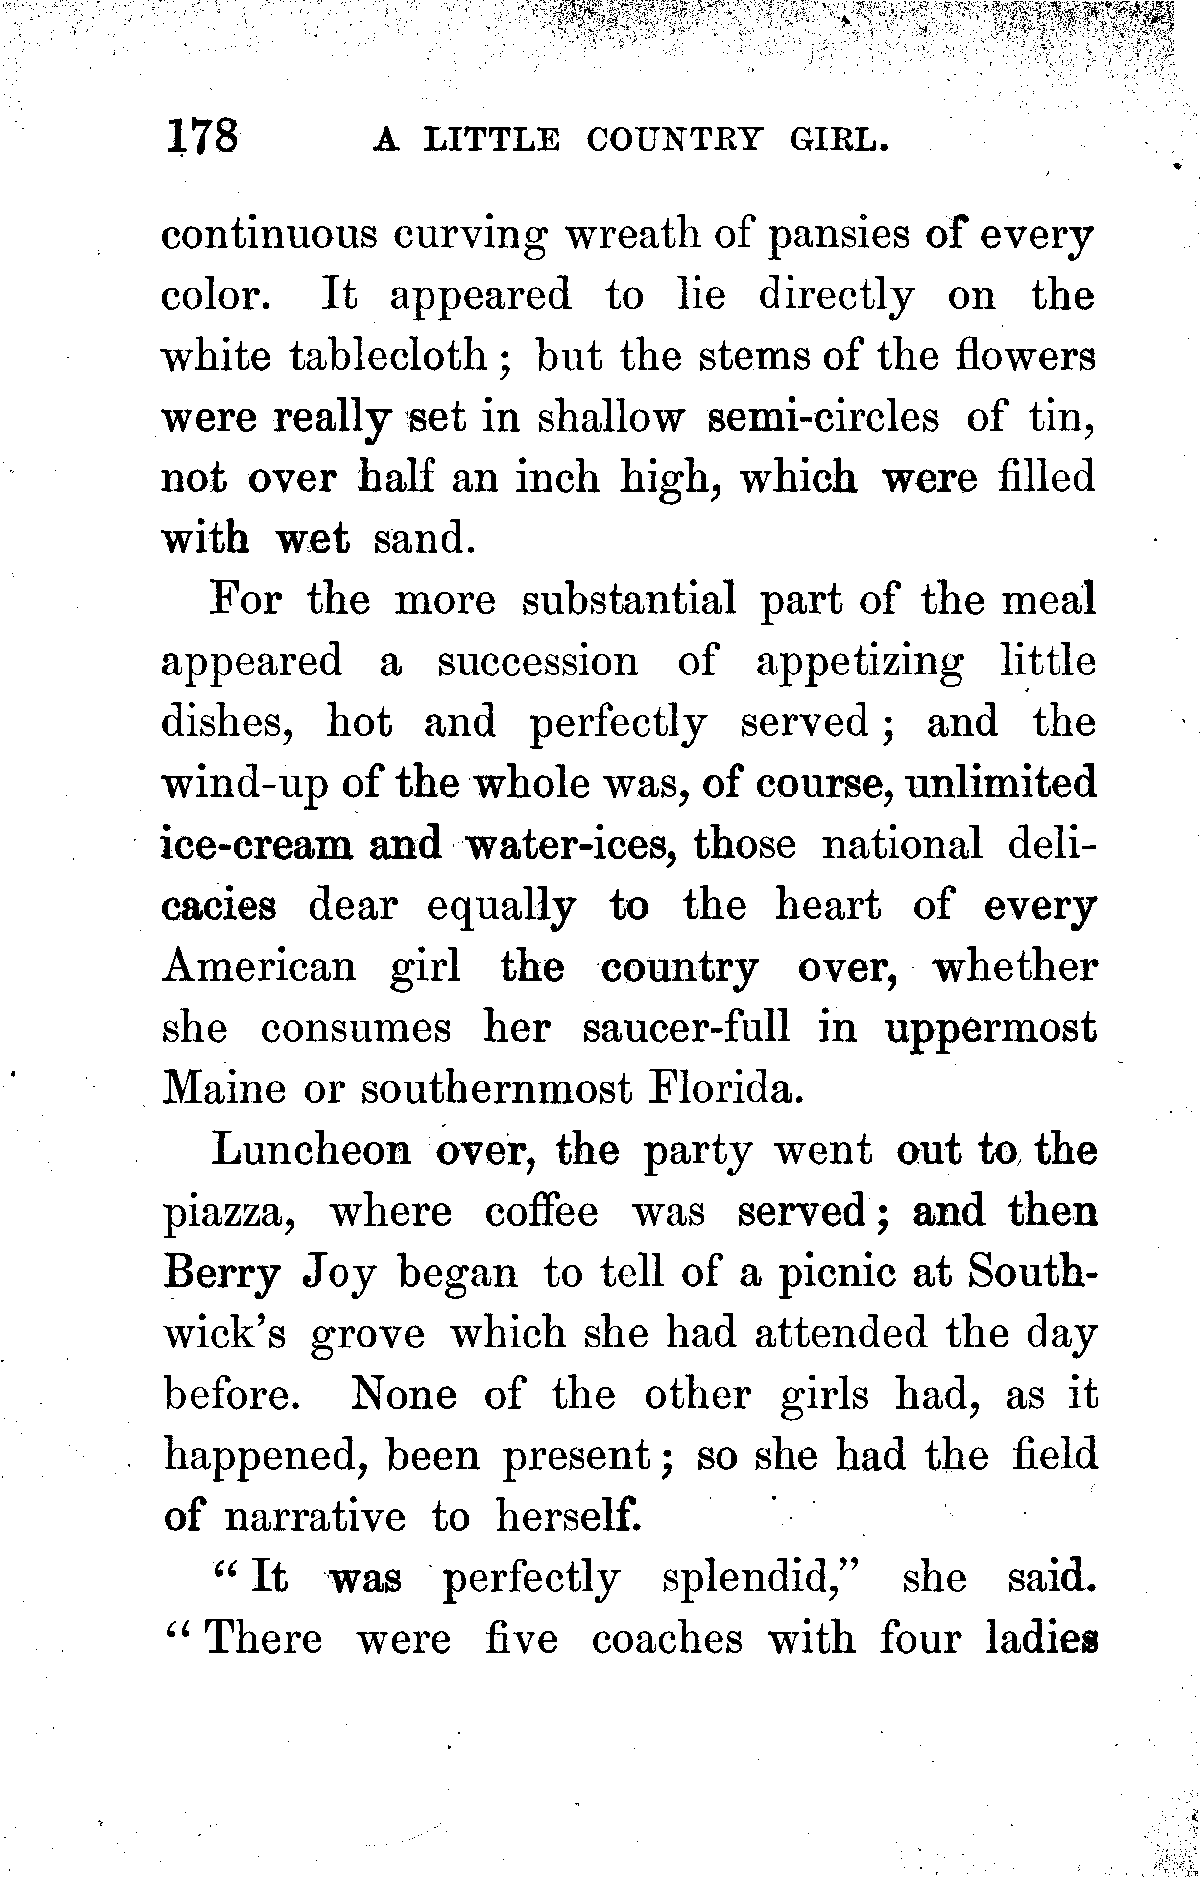 178 A LITTLE COUNTRY GIRL.
continuous curving wreath of pansies of every
color. It appeared to lie directly on the
white tablecloth ; but the stems of the flowers
were really set in shallow semi-circles of tin,
not over half an inch high, which were filled
with wet sand.
For the more substantial part of the meal
appeared a succession of appetizing little
dishes, hot and perfectly served ; and the
wind-up of the whole was, of course, unlimited
ice-cream and water-ices, those national deli-
cacies dear equally to the heart of every
American girl the country over, whether
she consumes her saucer-full in uppermost
Maine or southernmost Florida.
Luncheon over, the party went out to the
piazza, where coffee was served ; and then
Berry Joy began to tell of a picnic at South-
wick's grove which she had attended the day
before. None of the other girls had, as it
happened, been present ; so she had the field
of narrative to herself.
“ It was perfectly splendid,” she said.
“ There were five coaches with four ladies